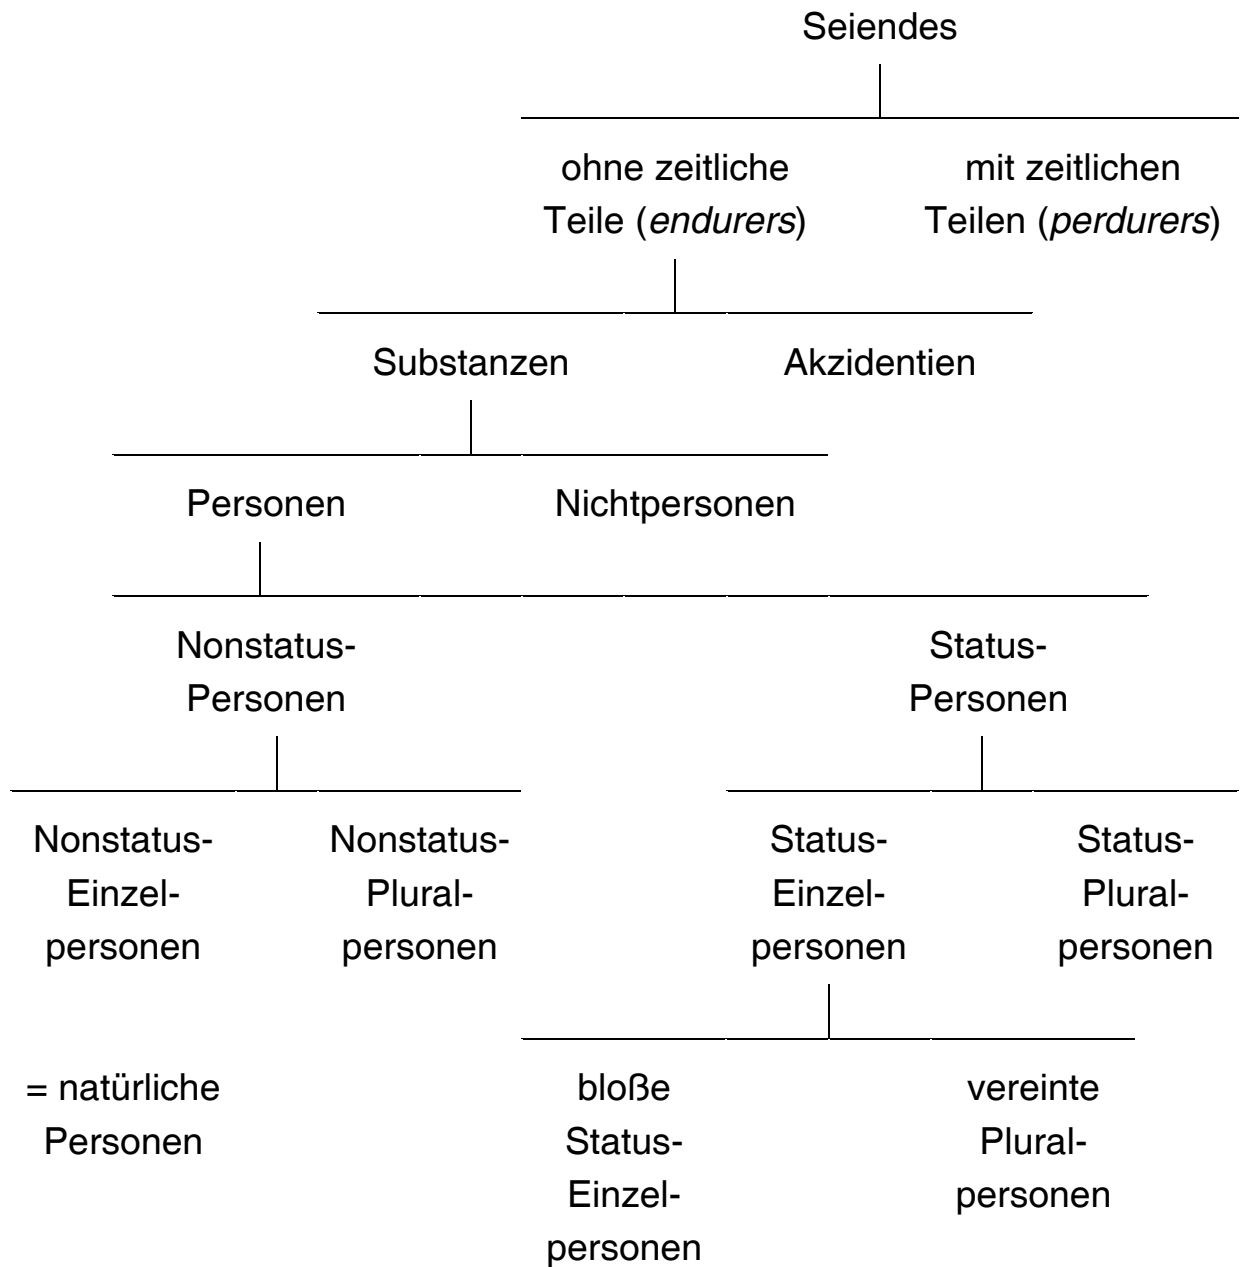 Seiendes
ohne zeitliche
Teile (endurers)
mit zeitlichen
Teilen (perdurers)
Substanzen
Akzidentien
Personen
Nichtpersonen
Nonstatus-
Personen
Status-
Personen
Nonstatus-
Einzel-
personen
Nonstatus-
Plural-
personen
Status-
Einzel-
personen
Status-
Plural-
personen
= natürliche
Personen
bloße
Status-
Einzel-
personen
vereinte
Plural-
personen